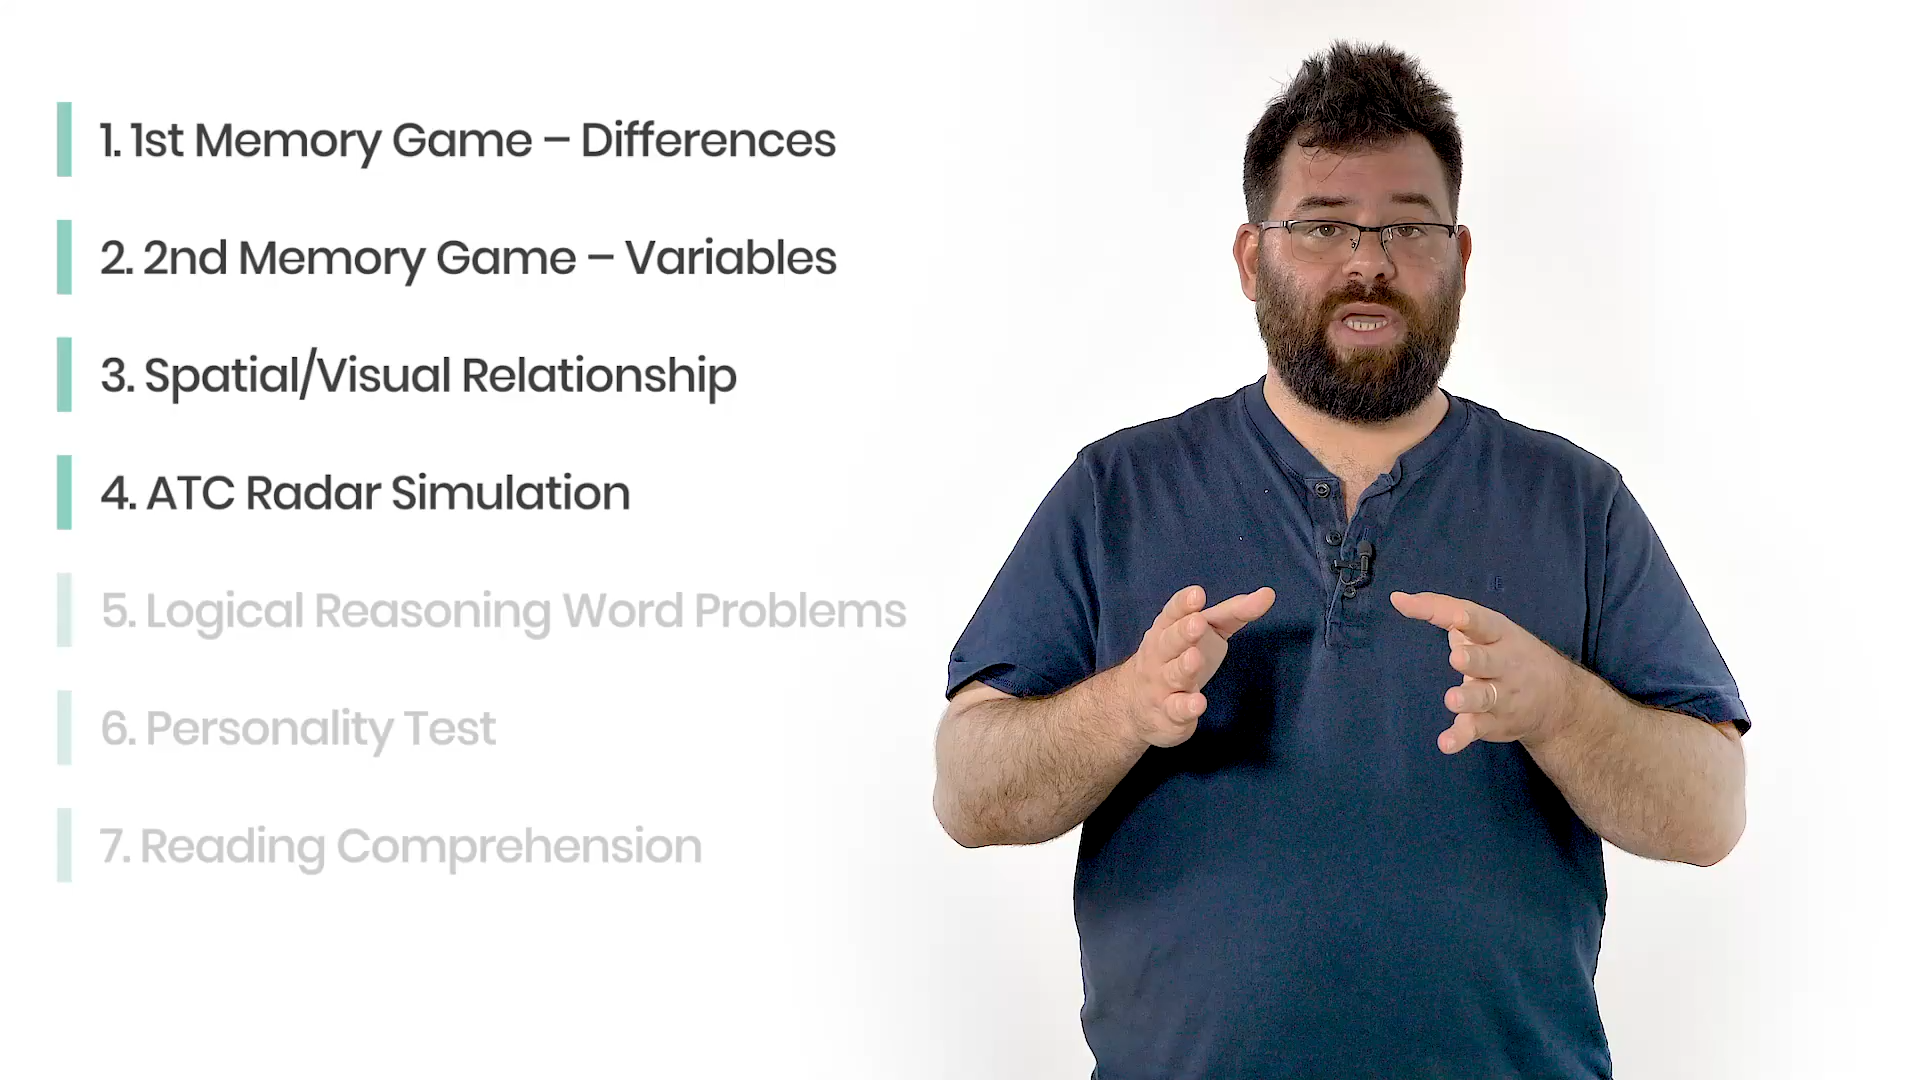 1. 1st Memory Game – Differences
2. 2nd Memory Game – Variables
3. Spatial/Visual Relationship
4. ATC Radar Simulation
5. Logical Reasoning Word Problems
6. Personality Test
7. Reading Comprehension